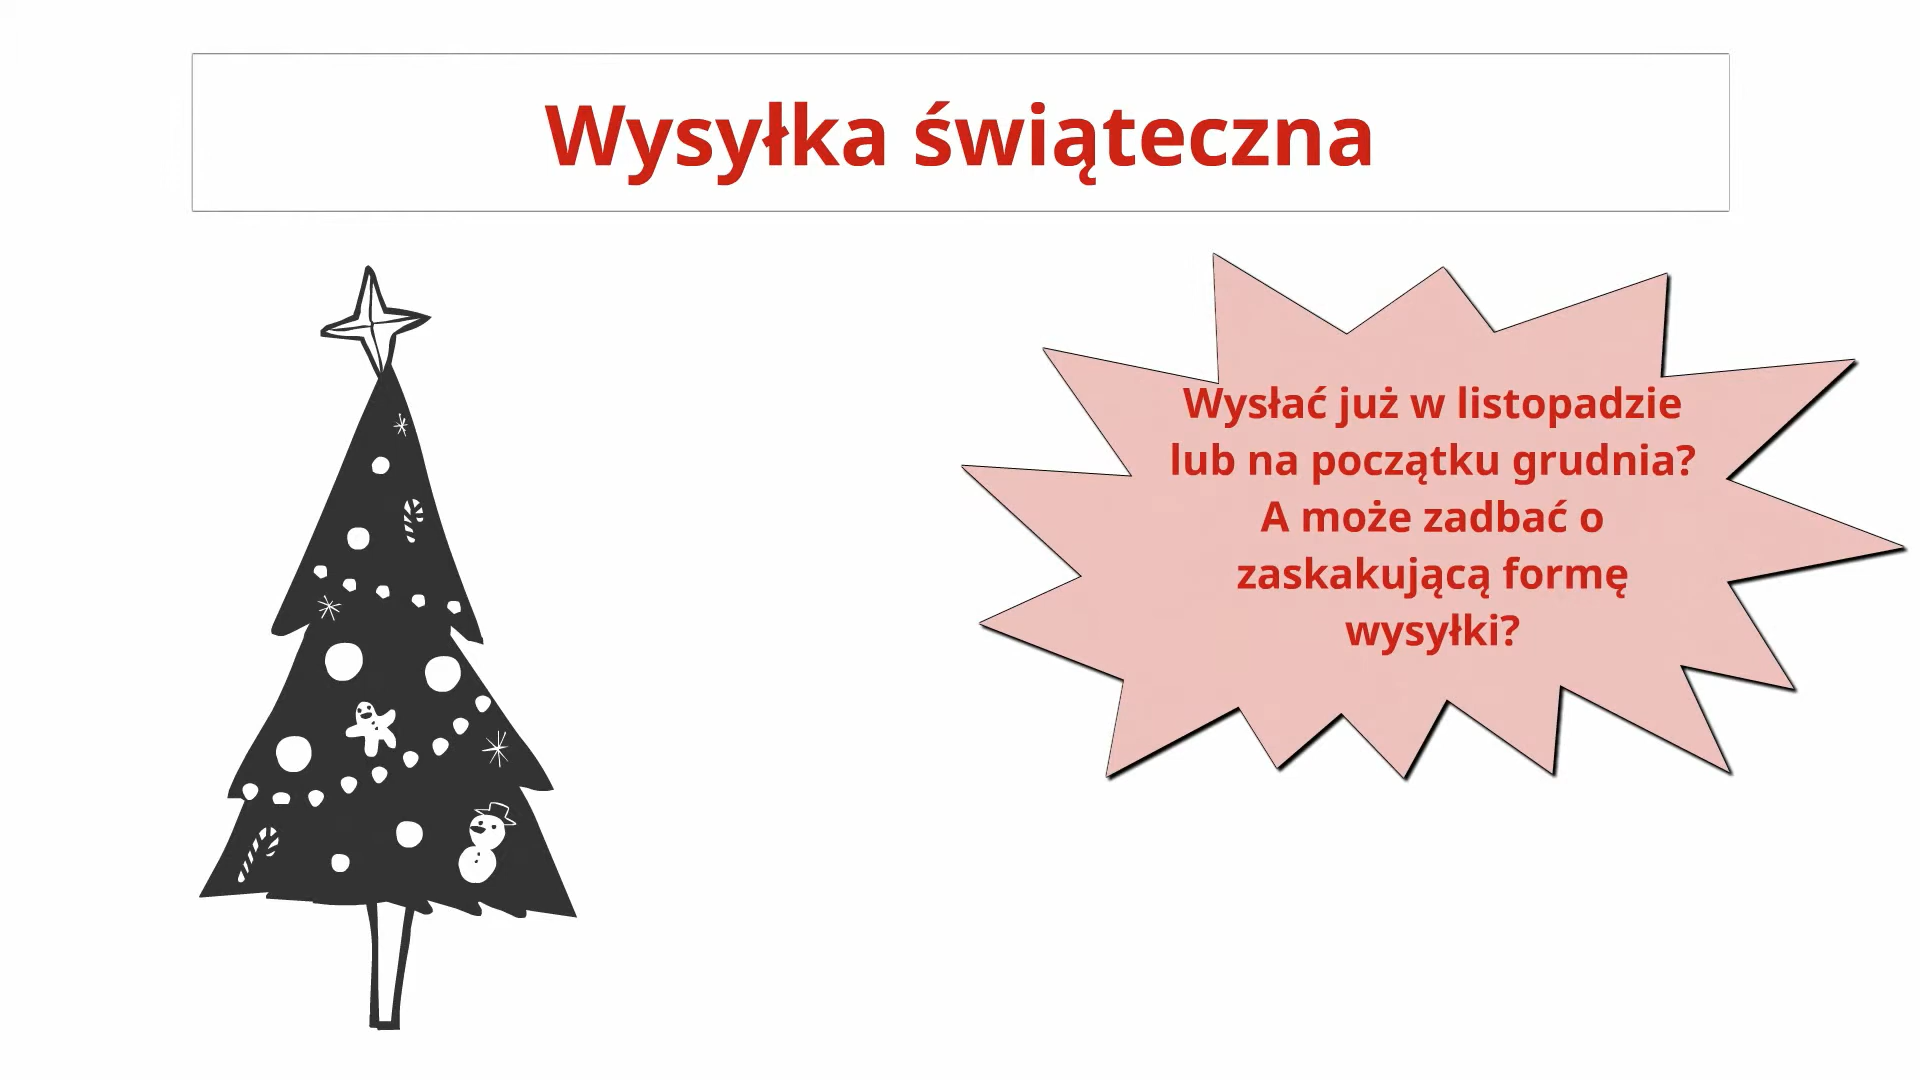 Wysyłka świąteczna
Wysłać już w listopadzie
lub na początku grudnia?
A może zadbać o
zaskakującą formę
wysyłki?